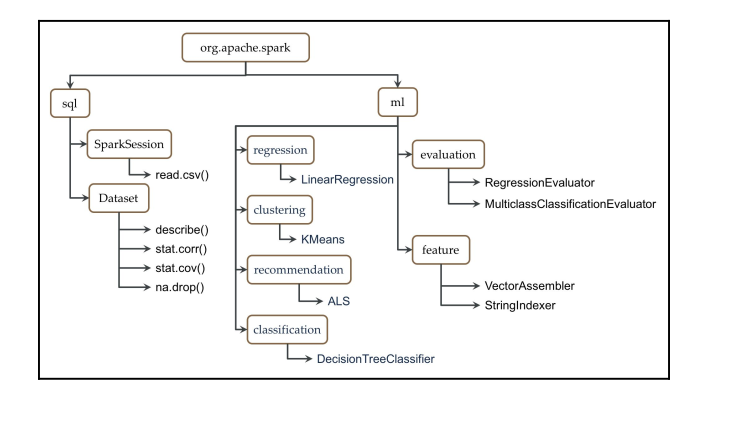 org.apache.spark
sql
ml
SparkSession
read.csv()
Dataset
describe()
stat.corr()
stat.cov()
na.drop()
regression
LinearRegression
clustering
KMeans
recommendation
ALS
classification
DecisionTreeClassifier
evaluation
RegressionEvaluator
MulticlassClassificationEvaluator
feature
VectorAssembler
StringIndexer